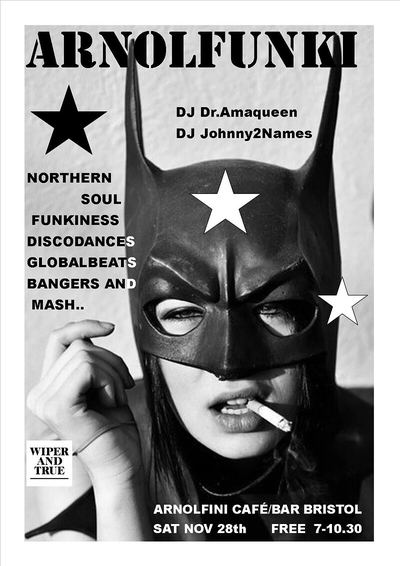 ARNOLFUNKI
DJ Dr.Amaqueen
DJ Johnny2Names
NORTHERN
SOUL
FUNKINESS
DISCODANCES
GLOBALBEATS
BANGERS AND
MASH..
WIPER
AND
TRUE
ARNOLFINI CAFÉ/BAR BRISTOL
SAT NOV 28th FREE 7-10.30